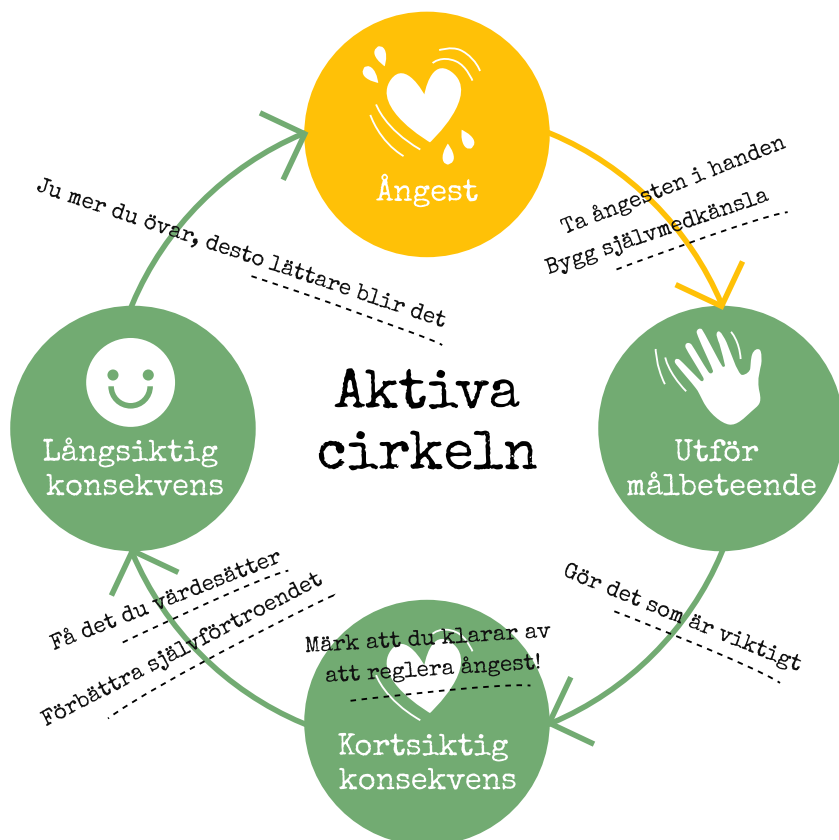 Ångest
Ta ångesten i handen
Bygg självmedkänsla
Utför
målbeteende
Gör det som är viktigt
Märk att du klarar av
att reglera ångest!
Kortsiktig
konsekvens
Få det du värdesätter
Förbättra självförtroendet
Långsiktig
konsekvens
Ju mer du övar, desto lättare blir det
Aktiva
cirkeln